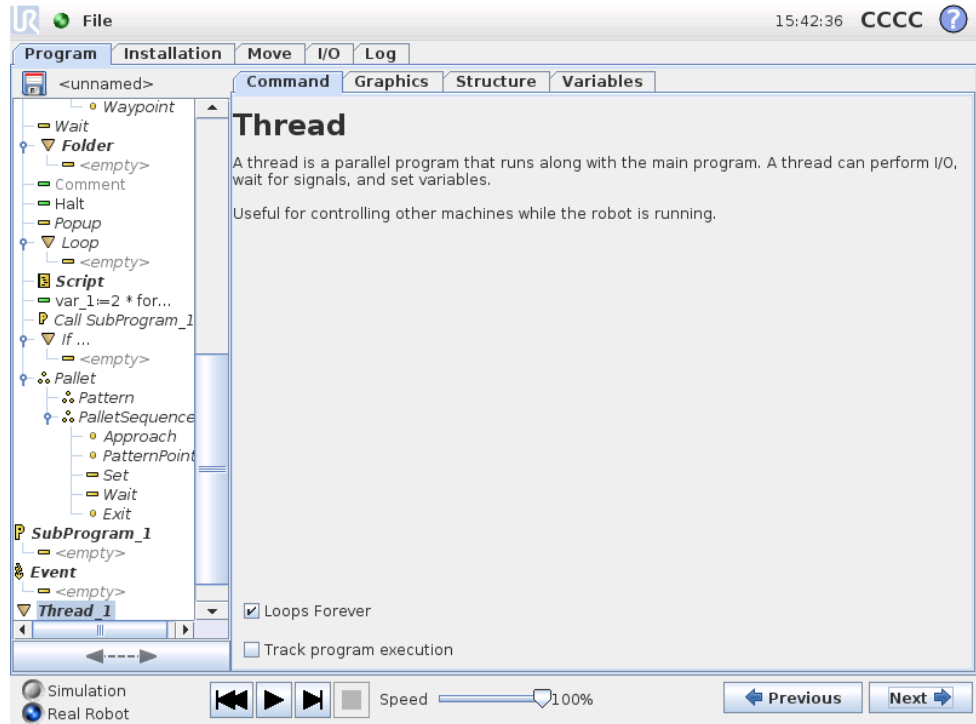 UR File 15:42:36 CCCC ?
Program Installation Move I/O Log
<unnamed>
Command Graphics Structure Variables
Waypoint
Wait
Folder
<empty>
Comment
Halt
Popup
Loop
<empty>
Script
var_1:=2 * for...
Call SubProgram_1
If ...
<empty>
Pallet
Pattern
PalletSequence
Approach
PatternPoint
Set
Wait
Exit
SubProgram_1
<empty>
Event
<empty>
Thread_1
Thread
A thread is a parallel program that runs along with the main program. A thread can perform I/O,
wait for signals, and set variables.
Useful for controlling other machines while the robot is running.
Loops Forever
Track program execution
Simulation
Real Robot
Speed 100%
Previous Next